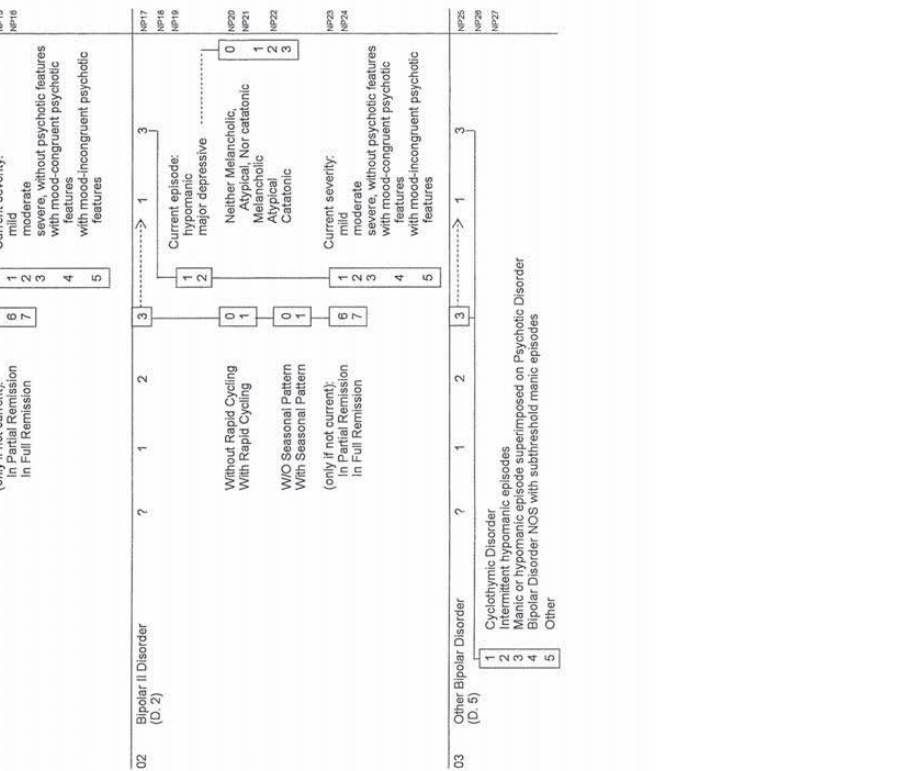 In Partial Remission 6 1 mild NP16
In Full Remission 7 2 moderate
3 severe, without psychotic features
with mood-congruent psychotic
4 features
with mood-incongruent psychotic
5 features
02 Bipolar II Disorder ? 1 2 3 1 3 NP17
(D. 2) NP18
Current episode: NP19
1 hypomanic
2 major depressive
Without Rapid Cycling 0 Neither Melancholic, 0 NP20
With Rapid Cycling 1 Atypical, Nor catatonic NP21
Melancholic 1
W/O Seasonal Pattern 0 Atypical 2 NP22
With Seasonal Pattern 1 Catatonic 3
(only if not current): Current severity: NP23
In Partial Remission 6 1 mild NP24
In Full Remission 7 2 moderate
3 severe, without psychotic features
with mood-congruent psychotic
4 features
with mood-incongruent psychotic
5 features
03 Other Bipolar Disorder ? 1 2 3 1 3 NP25
(D. 5) NP26
1 Cyclothymic Disorder NP27
2 Intermittent hypomanic episodes
3 Manic or hypomanic episode superimposed on Psychotic Disorder
4 Bipolar Disorder NOS with subthreshold manic episodes
5 Other